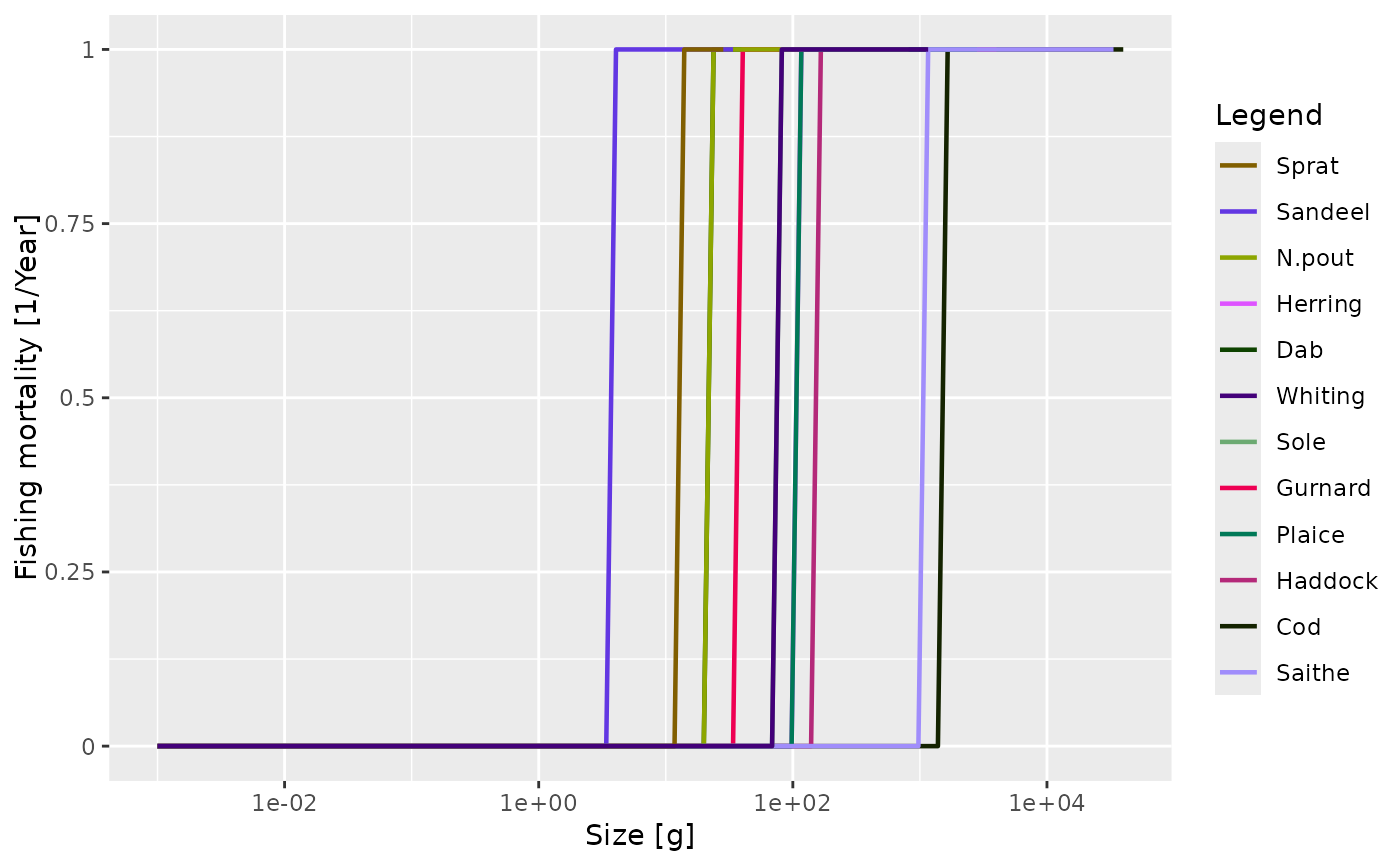 Fishing mortality [1/Year]
1
0.75
0.5
0.25
0
1e-02
1e+00
1e+02
1e+04
Size [g]
Legend
Sprat
Sandeel
N.pout
Herring
Dab
Whiting
Sole
Gurnard
Plaice
Haddock
Cod
Saithe